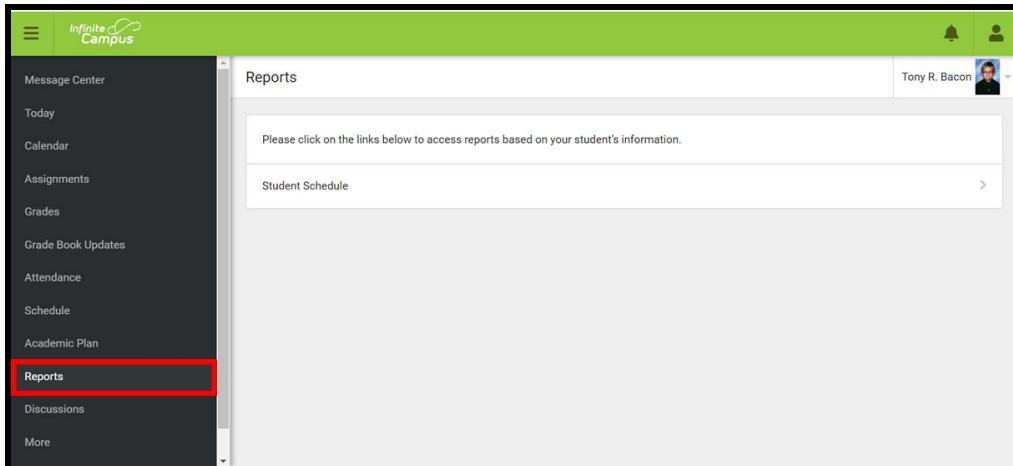 Infinite
Campus
Message Center
Today
Calendar
Assignments
Grades
Grade Book Updates
Attendance
Schedule
Academic Plan
Reports
Discussions
More
Reports
Tony R. Bacon
Please click on the links below to access reports based on your student's information.
Student Schedule